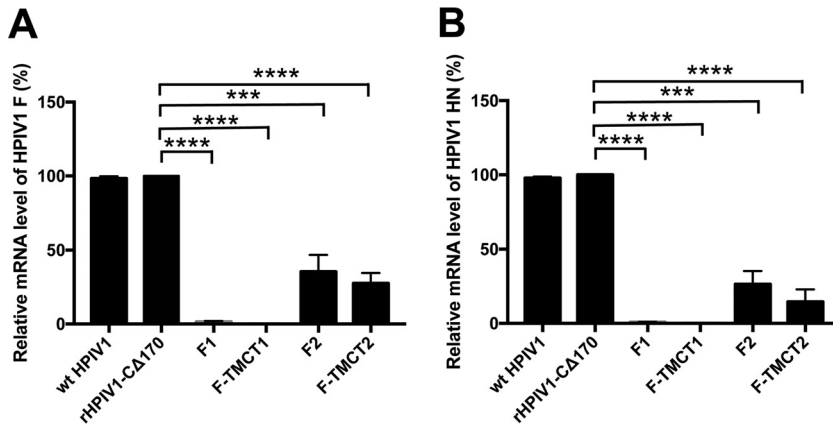 A
Relative mRNA level of HPIV1 F (%)
150
100
50
0
****
***
****
****
wt HPIV1
rHPIV1-CΔ170
F1
F-TMCT1
F2
F-TMCT2
B
Relative mRNA level of HPIV1 HN (%)
150
100
50
0
****
***
****
****
wt HPIV1
rHPIV1-CΔ170
F1
F-TMCT1
F2
F-TMCT2